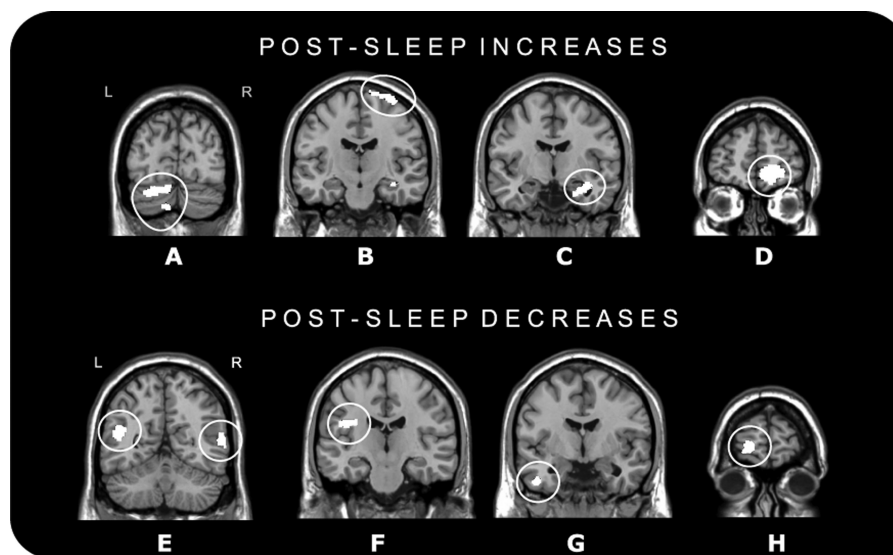 POST-SLEEP INCREASES
L R
A B C D
POST-SLEEP DECREASES
L R
E F G H